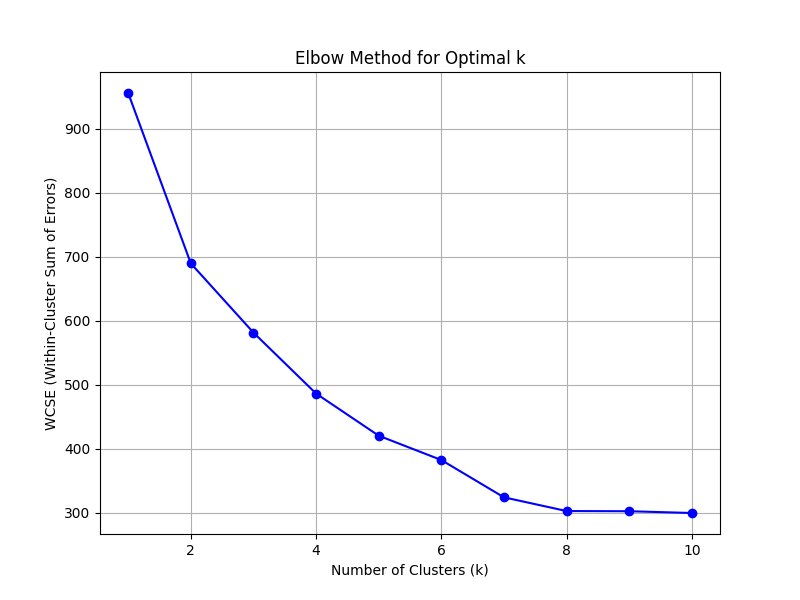 Elbow Method for Optimal k
WCSE (Within-Cluster Sum of Errors)
900
800
700
600
500
400
300
2 4 6 8 10
Number of Clusters (k)